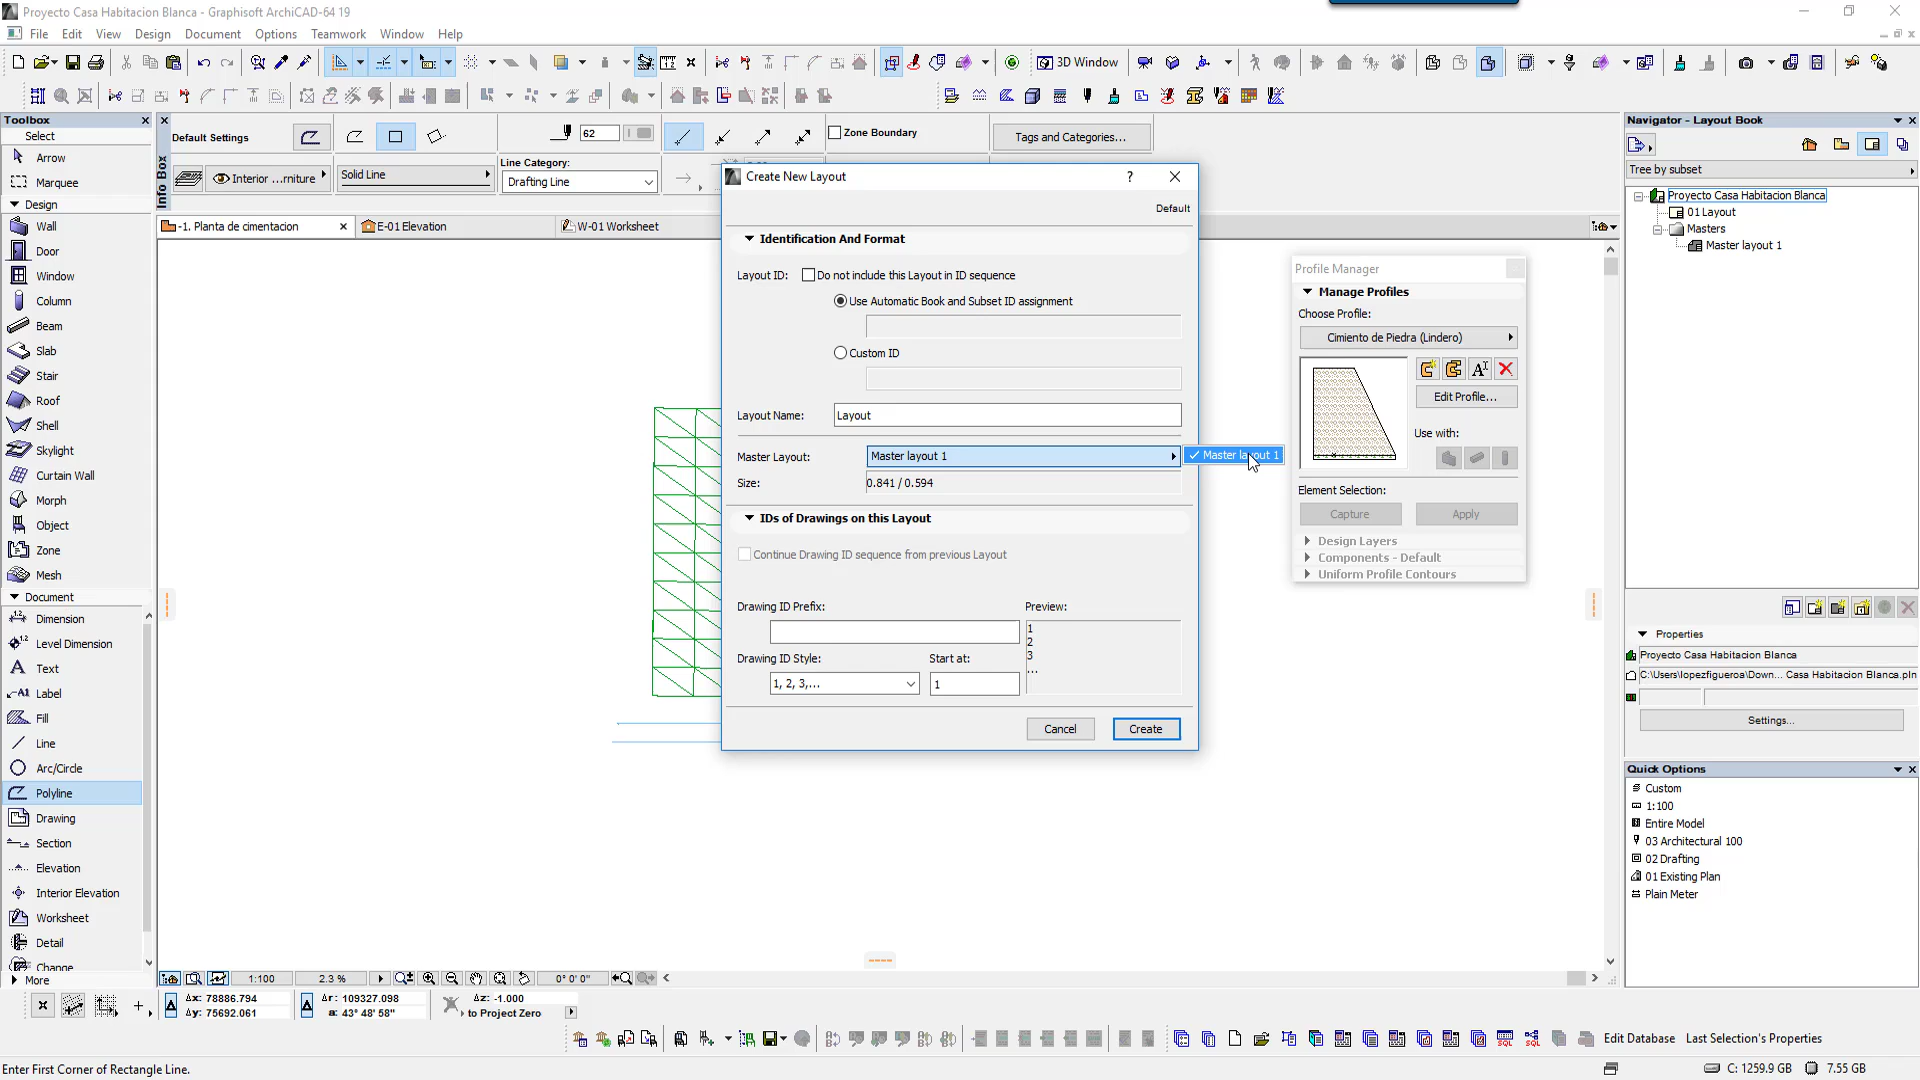 Proyecto Casa Habitacion Blanca - Graphisoft ArchiCAD-64 19
File Edit View Design Document Options Teamwork Window Help
3D Window
Toolbox
Select
Arrow
Marquee
Design
Wall
Door
Window
Column
Beam
Slab
Stair
Roof
Shell
Skylight
Curtain Wall
Morph
Object
Zone
Mesh
Document
Dimension
Level Dimension
Text
Label
Fill
Line
Arc/Circle
Polyline
Drawing
Section
Elevation
Interior Elevation
Worksheet
Detail
Change
More
Info Box
Default Settings
62
Zone Boundary
Tags and Categories...
Interior ...rniture
Solid Line
Line Category:
Drafting Line
-1. Planta de cimentacion
E-01 Elevation
W-01 Worksheet
Create New Layout
?
Default
Identification And Format
Layout ID:
Do not include this Layout in ID sequence
Use Automatic Book and Subset ID assignment
Custom ID
Layout Name:
Layout
Master Layout:
Master layout 1
Master layout 1
Size:
0.841 / 0.594
IDs of Drawings on this Layout
Continue Drawing ID sequence from previous Layout
Drawing ID Prefix:
Preview:
1
2
3
...
Drawing ID Style:
1, 2, 3,...
Start at:
1
Cancel
Create
Profile Manager
Manage Profiles
Choose Profile:
Cimiento de Piedra (Lindero)
Edit Profile...
Use with:
Element Selection:
Capture
Apply
Design Layers
Components - Default
Uniform Profile Contours
Navigator - Layout Book
Tree by subset
Proyecto Casa Habitacion Blanca
01 Layout
Masters
Master layout 1
Properties
Proyecto Casa Habitacion Blanca
C:\Users\lopezfigueroa\Down... Casa Habitacion Blanca.pln
Settings...
Quick Options
Custom
1:100
Entire Model
03 Architectural 100
02 Drafting
01 Existing Plan
Plain Meter
1:100
2.3 %
0° 0' 0"
Δx: 78886.794
Δy: 75692.061
Δr: 109327.098
a: 43° 48' 58"
Δz: -1.000
to Project Zero
Edit Database
Last Selection's Properties
Enter First Corner of Rectangle Line.
C: 1259.9 GB
7.55 GB